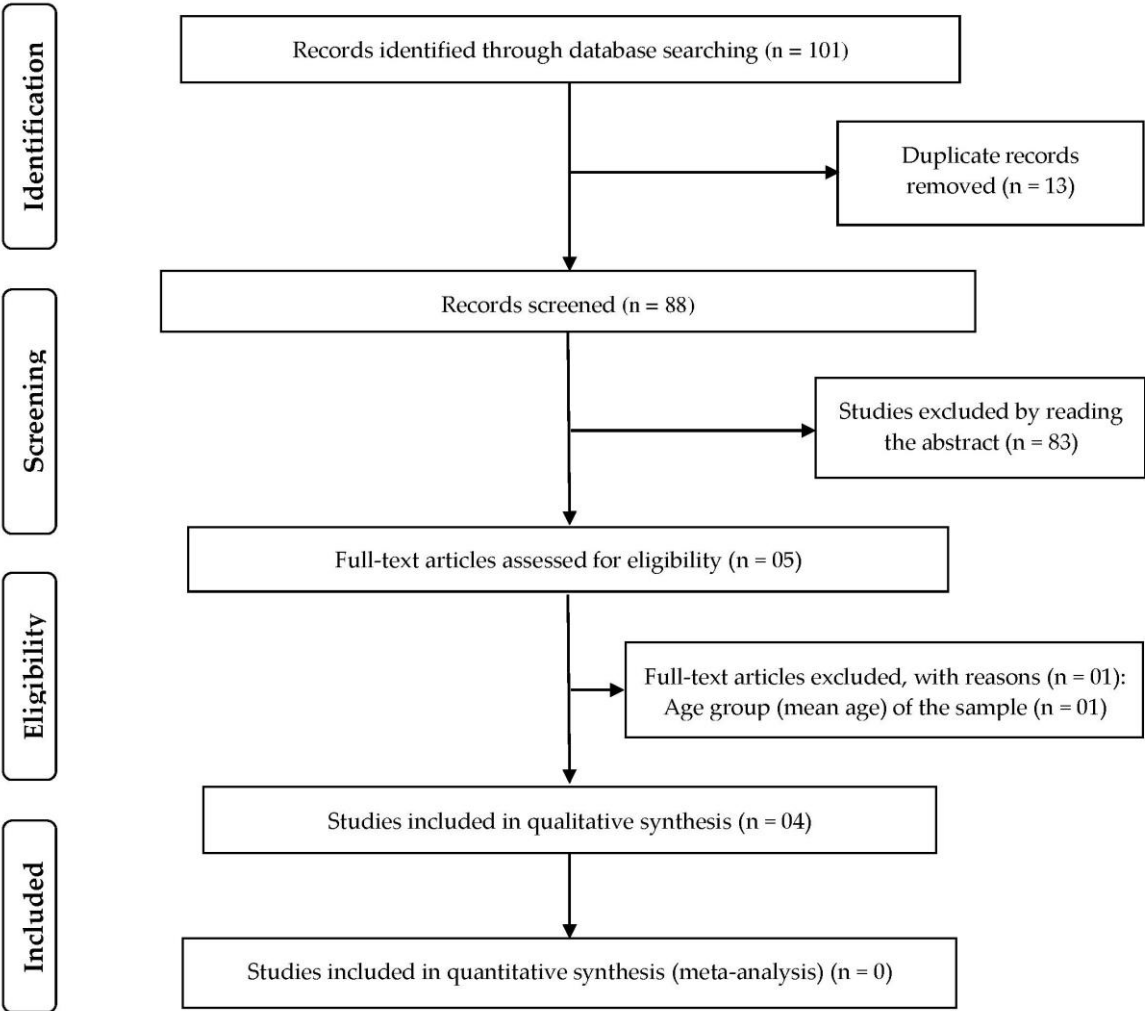 Identification
Records identified through database searching (n = 101)
Duplicate records
removed (n = 13)
Screening
Records screened (n = 88)
Studies excluded by reading
the abstract (n = 83)
Full-text articles assessed for eligibility (n = 05)
Eligibility
Full-text articles excluded, with reasons (n = 01):
Age group (mean age) of the sample (n = 01)
Studies included in qualitative synthesis (n = 04)
Included
Studies included in quantitative synthesis (meta-analysis) (n = 0)